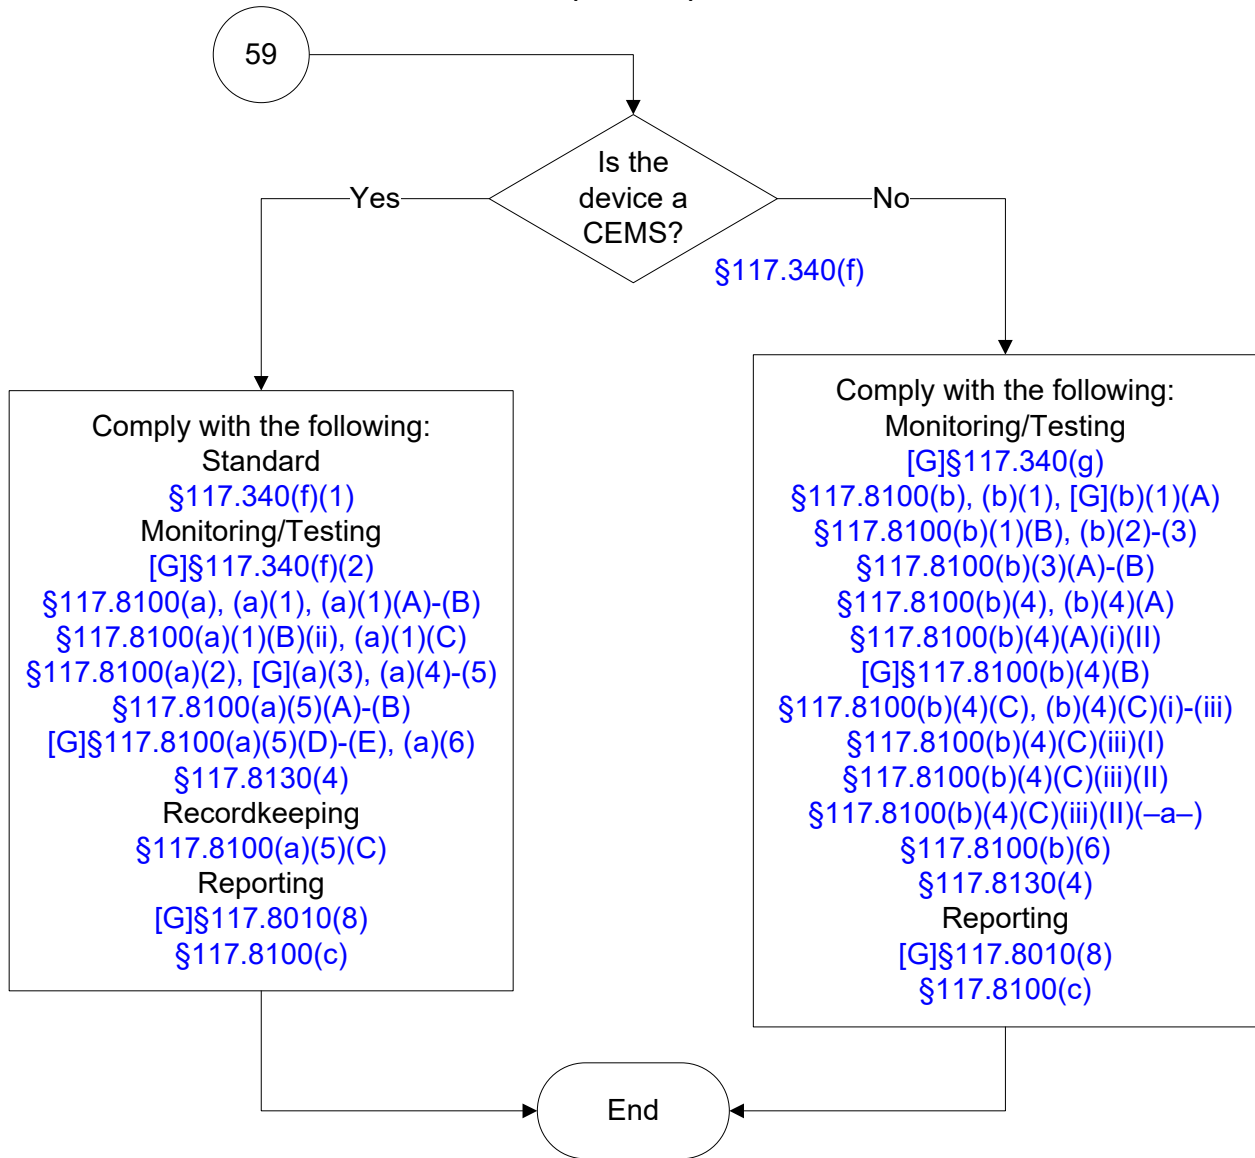 59
Is the
device a
CEMS?
Yes
No
§117.340(f)
Comply with the following:
Standard
§117.340(f)(1)
Monitoring/Testing
[G]§117.340(f)(2)
§117.8100(a), (a)(1), (a)(1)(A)-(B)
§117.8100(a)(1)(B)(ii), (a)(1)(C)
§117.8100(a)(2), [G](a)(3), (a)(4)-(5)
§117.8100(a)(5)(A)-(B)
[G]§117.8100(a)(5)(D)-(E), (a)(6)
§117.8130(4)
Recordkeeping
§117.8100(a)(5)(C)
Reporting
[G]§117.8010(8)
§117.8100(c)
Comply with the following:
Monitoring/Testing
[G]§117.340(g)
§117.8100(b), (b)(1), [G](b)(1)(A)
§117.8100(b)(1)(B), (b)(2)-(3)
§117.8100(b)(3)(A)-(B)
§117.8100(b)(4), (b)(4)(A)
§117.8100(b)(4)(A)(i)(II)
[G]§117.8100(b)(4)(B)
§117.8100(b)(4)(C), (b)(4)(C)(i)-(iii)
§117.8100(b)(4)(C)(iii)(I)
§117.8100(b)(4)(C)(iii)(II)
§117.8100(b)(4)(C)(iii)(II)(–a–)
§117.8100(b)(6)
§117.8130(4)
Reporting
[G]§117.8010(8)
§117.8100(c)
End